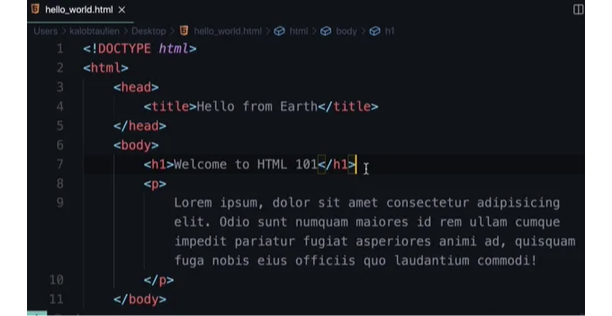 hello_world.html ×
Users > kalobtaulien > Desktop > hello_world.html > html > body > h1
1 <!DOCTYPE html>
2 <html>
3 <head>
4 <title>Hello from Earth</title>
5 </head>
6 <body>
7 <h1>Welcome to HTML 101</h1>
8 <p>
9 Lorem ipsum, dolor sit amet consectetur adipisicing
elit. Odio sunt numquam maiores id rem ullam cumque
impedit pariatur fugiat asperiores animi ad, quisquam
fuga nobis eius officiis quo laudantium commodi!
10 </p>
11 </body>